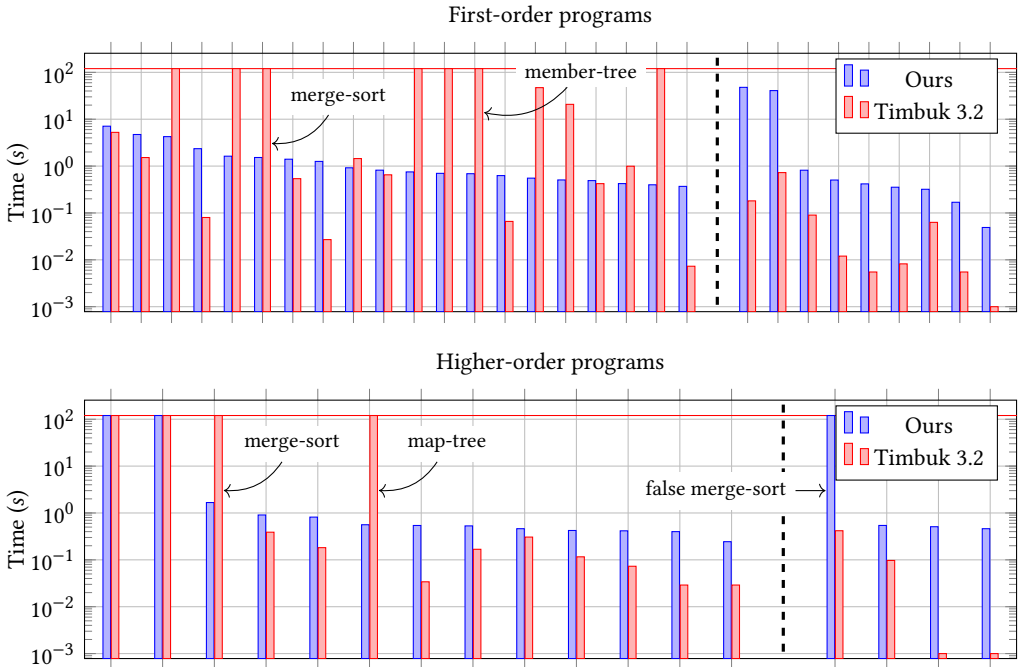 First-order programs
Time (s)
10²
10¹
10⁰
10⁻¹
10⁻²
10⁻³
merge-sort
member-tree
Ours
Timbuk 3.2
Higher-order programs
Time (s)
10²
10¹
10⁰
10⁻¹
10⁻²
10⁻³
merge-sort
map-tree
false merge-sort
Ours
Timbuk 3.2